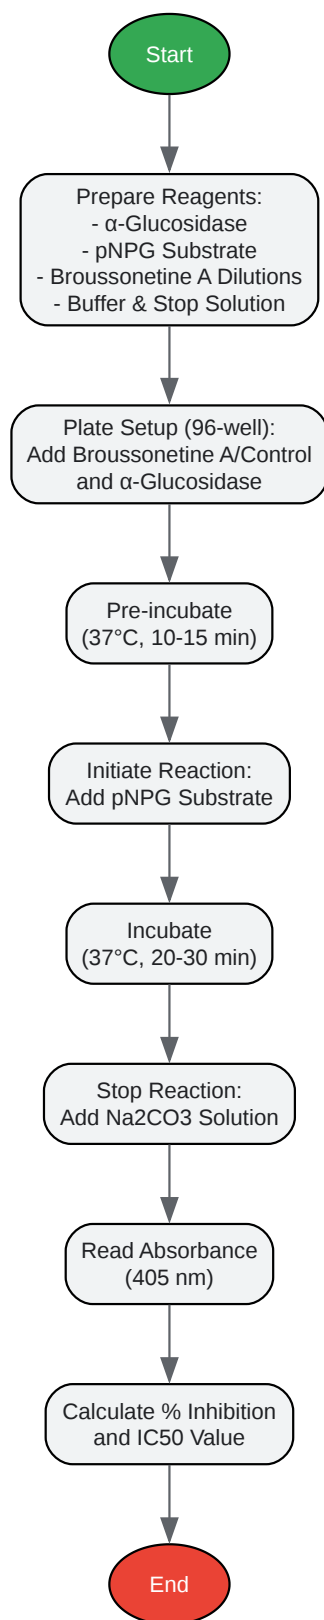 Start
Prepare Reagents:
- α-Glucosidase
- pNPG Substrate
- Broussonetine A Dilutions
- Buffer & Stop Solution
Plate Setup (96-well):
Add Broussonetine A/Control
and α-Glucosidase
Pre-incubate
(37°C, 10-15 min)
Initiate Reaction:
Add pNPG Substrate
Incubate
(37°C, 20-30 min)
Stop Reaction:
Add Na2CO3 Solution
Read Absorbance
(405 nm)
Calculate % Inhibition
and IC50 Value
End